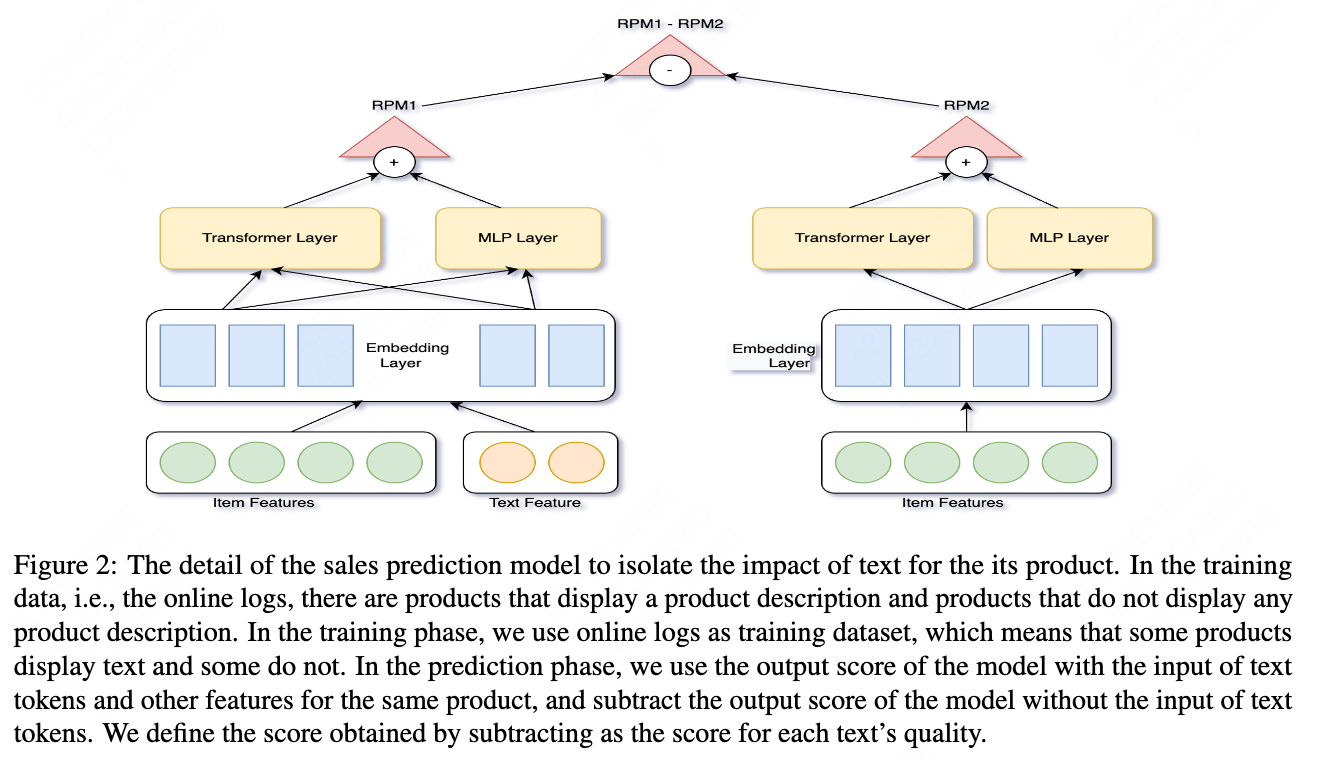 RPM1 - RPM2
-
RPM1
RPM2
+
+
Transformer Layer
MLP Layer
Transformer Layer
MLP Layer
Embedding
Layer
Embedding
Layer
Item Features
Text Feature
Item Features
Figure 2: The detail of the sales prediction model to isolate the impact of text for the its product. In the training
data, i.e., the online logs, there are products that display a product description and products that do not display any
product description. In the training phase, we use online logs as training dataset, which means that some products
display text and some do not. In the prediction phase, we use the output score of the model with the input of text
tokens and other features for the same product, and subtract the output score of the model without the input of text
tokens. We define the score obtained by subtracting as the score for each text's quality.